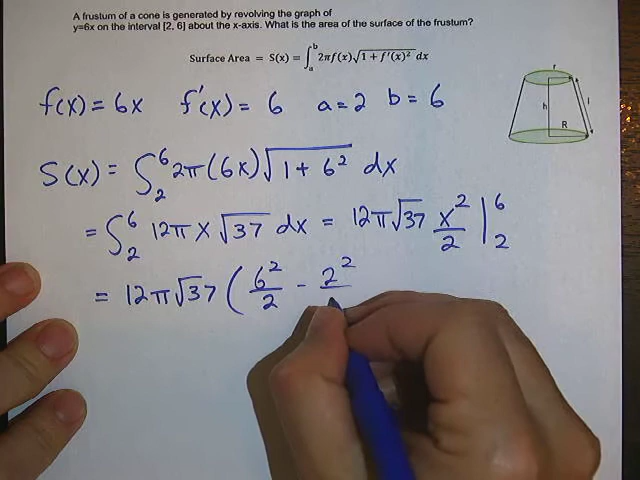 A frustum of a cone is generated by revolving the graph of
y=6x on the interval [2, 6] about the x-axis. What is the area of the surface of the frustum?
Surface Area = S(x) = ∫_a^b 2πf(x)√(1 + f'(x)²) dx
r
h
l
R
f(x) = 6x f'(x) = 6 a = 2 b = 6
S(x) = ∫_2^6 2π(6x)√(1 + 6²) dx
= ∫_2^6 12π x √37 dx = 12π√37 x²/2 |_2^6
= 12π√37 ( 6²/2 - 2²